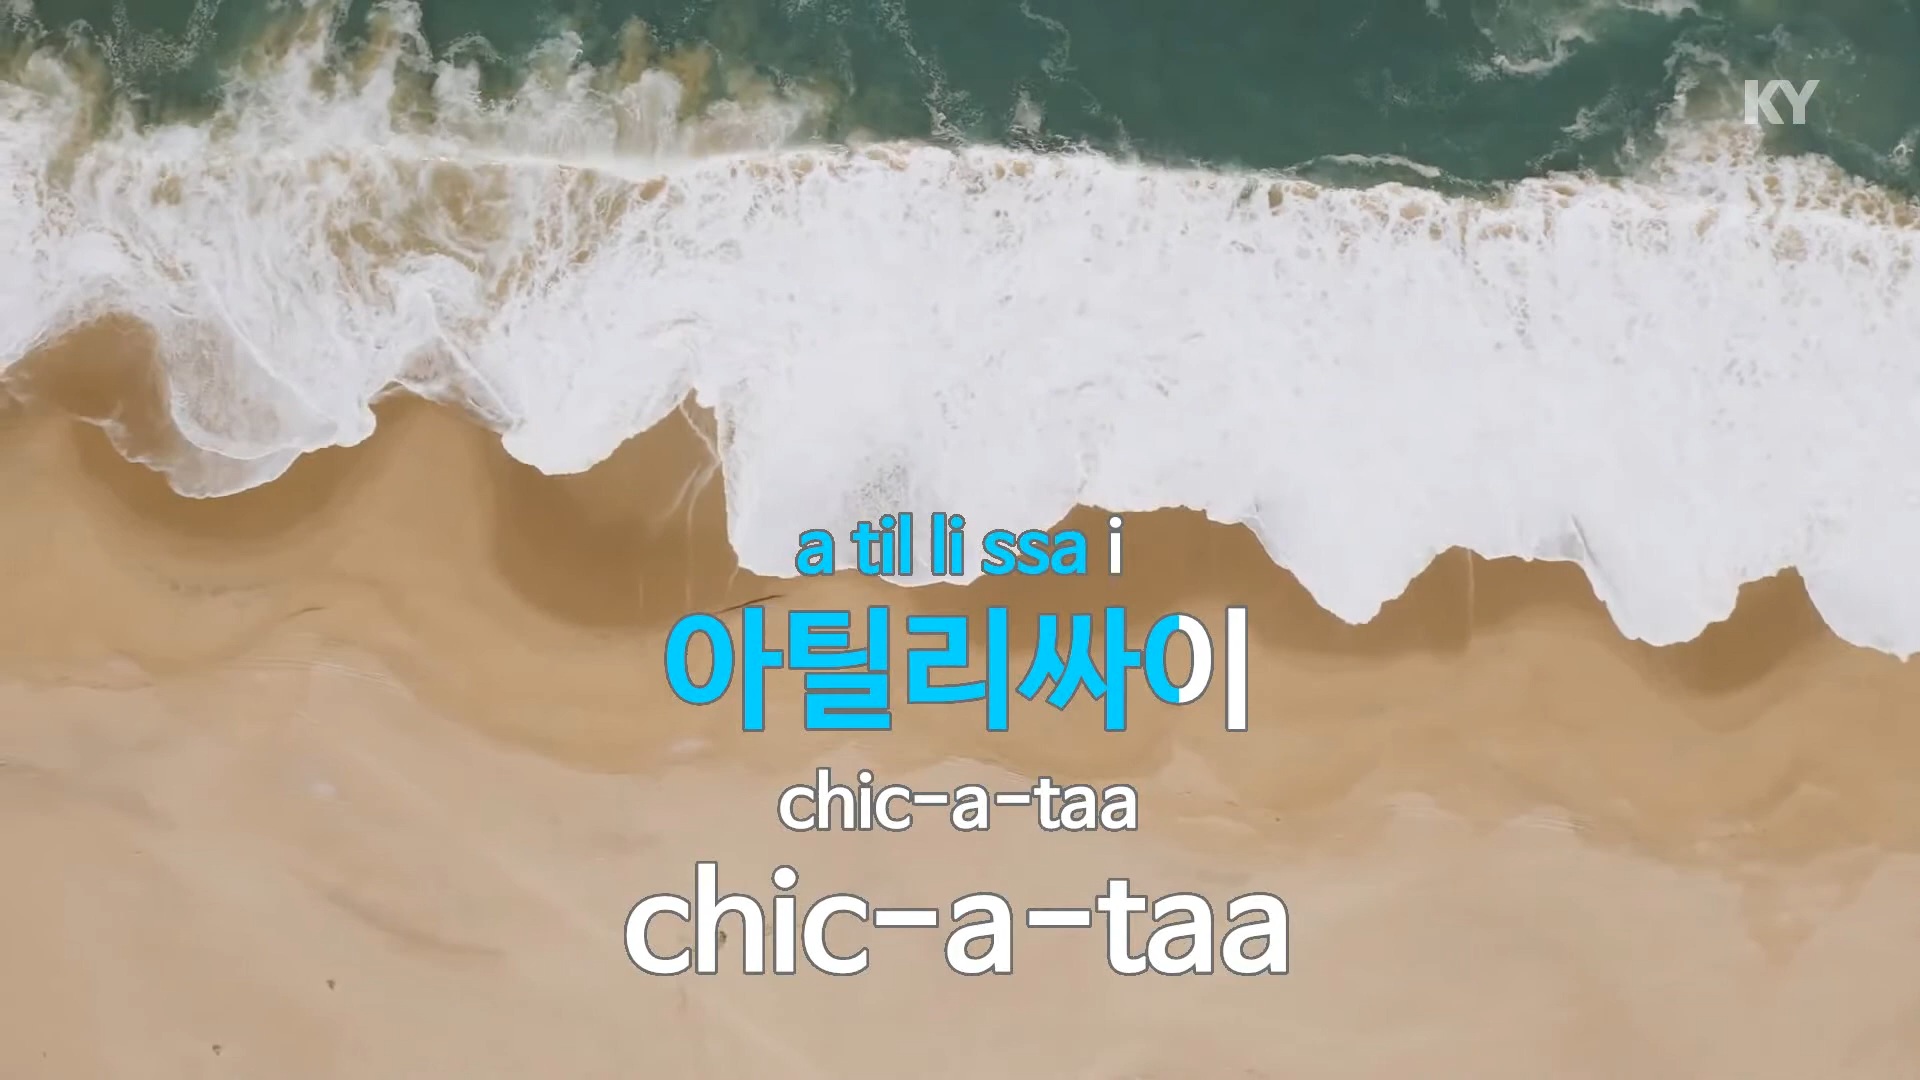 KY
a til li ssa i
아틸리싸이
chic-a-taa
chic-a-taa